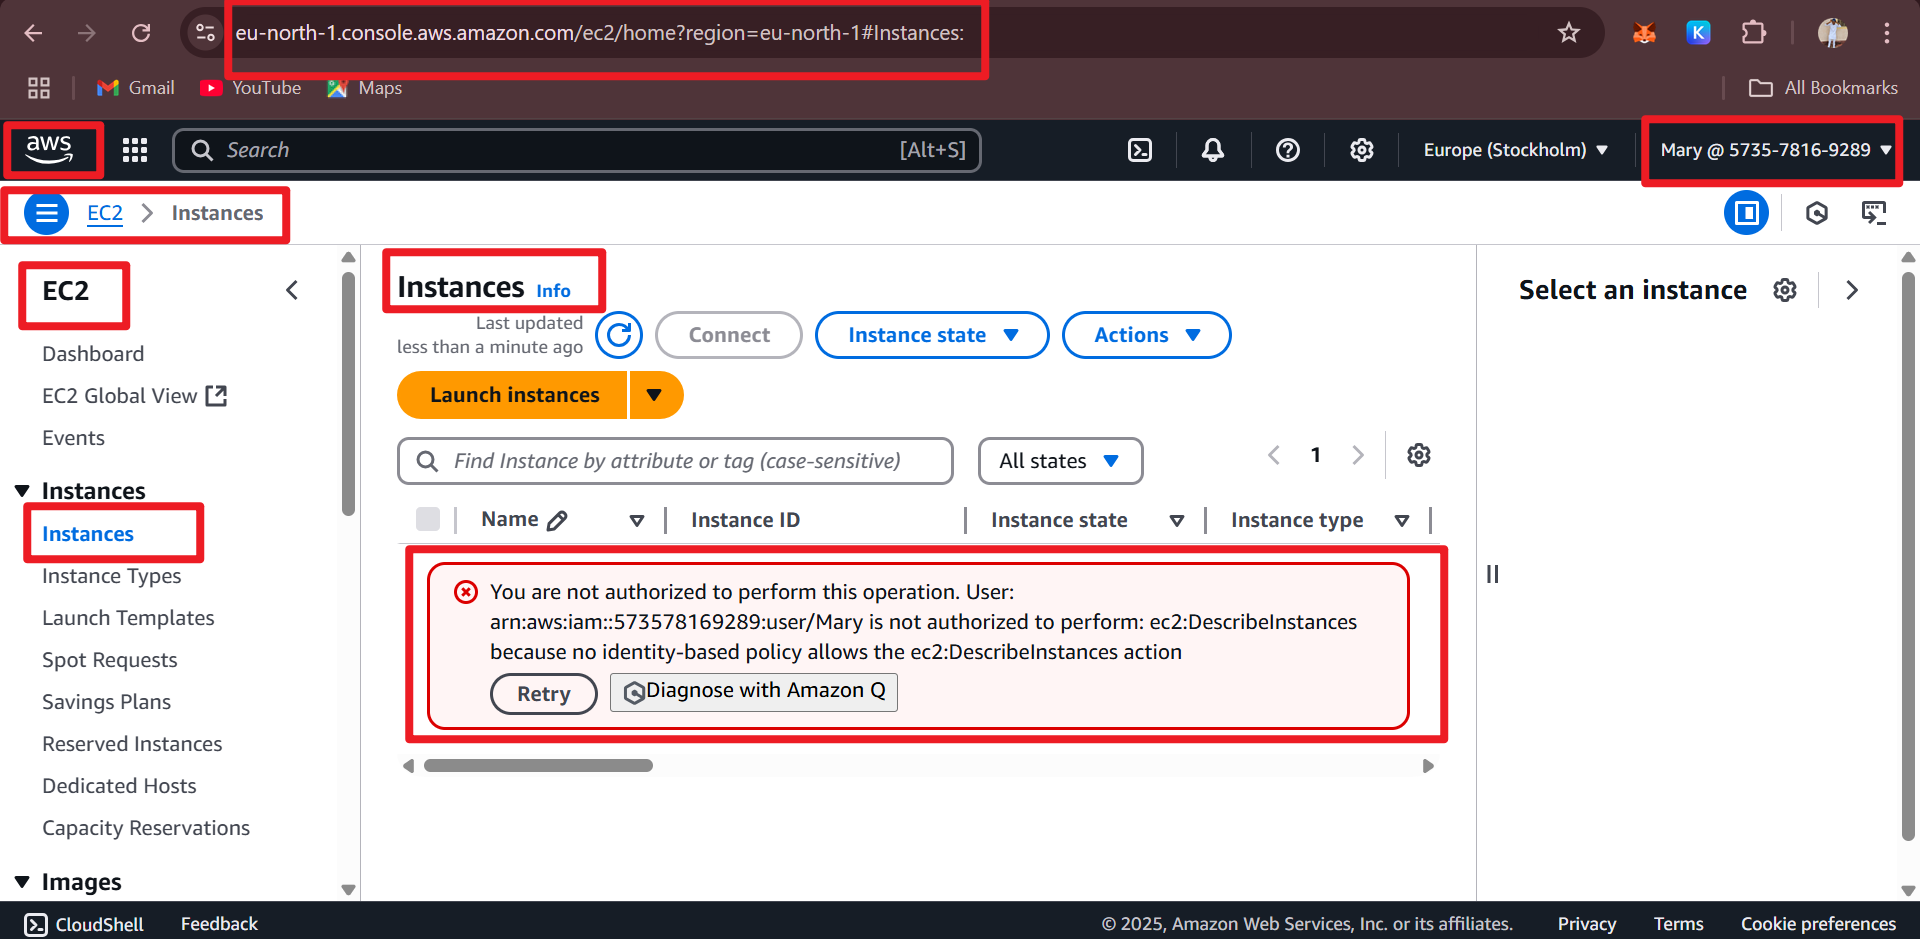 eu-north-1.console.aws.amazon.com/ec2/home?region=eu-north-1#Instances:
K
Gmail
YouTube
Maps
All Bookmarks
aws
Search
[Alt+S]
Europe (Stockholm)
Mary @ 5735-7816-9289
EC2
Instances
EC2
Dashboard
EC2 Global View
Events
Instances
Instances
Instance Types
Launch Templates
Spot Requests
Savings Plans
Reserved Instances
Dedicated Hosts
Capacity Reservations
Images
Instances Info
Last updated
less than a minute ago
Connect
Instance state
Actions
Launch instances
Find Instance by attribute or tag (case-sensitive)
All states
1
Name
Instance ID
Instance state
Instance type
You are not authorized to perform this operation. User:
arn:aws:iam::573578169289:user/Mary is not authorized to perform: ec2:DescribeInstances
because no identity-based policy allows the ec2:DescribeInstances action
Retry
Diagnose with Amazon Q
Select an instance
CloudShell
Feedback
© 2025, Amazon Web Services, Inc. or its affiliates.
Privacy
Terms
Cookie preferences